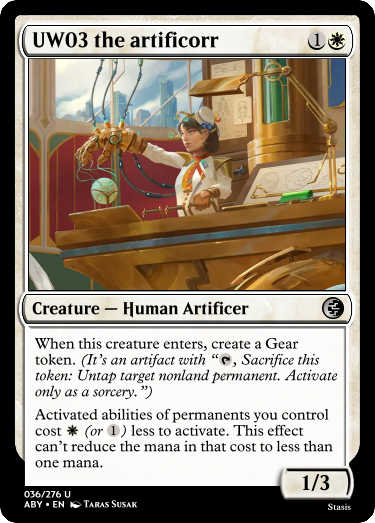 UW03 the artificorr
1
Creature — Human Artificer
When this creature enters, create a Gear
token. (It's an artifact with “, Sacrifice this
token: Untap target nonland permanent. Activate
only as a sorcery.”)
Activated abilities of permanents you control
cost (or 1) less to activate. This effect
can't reduce the mana in that cost to less than
one mana.
1/3
036/276 U
ABY • EN Taras Susak
Stasis